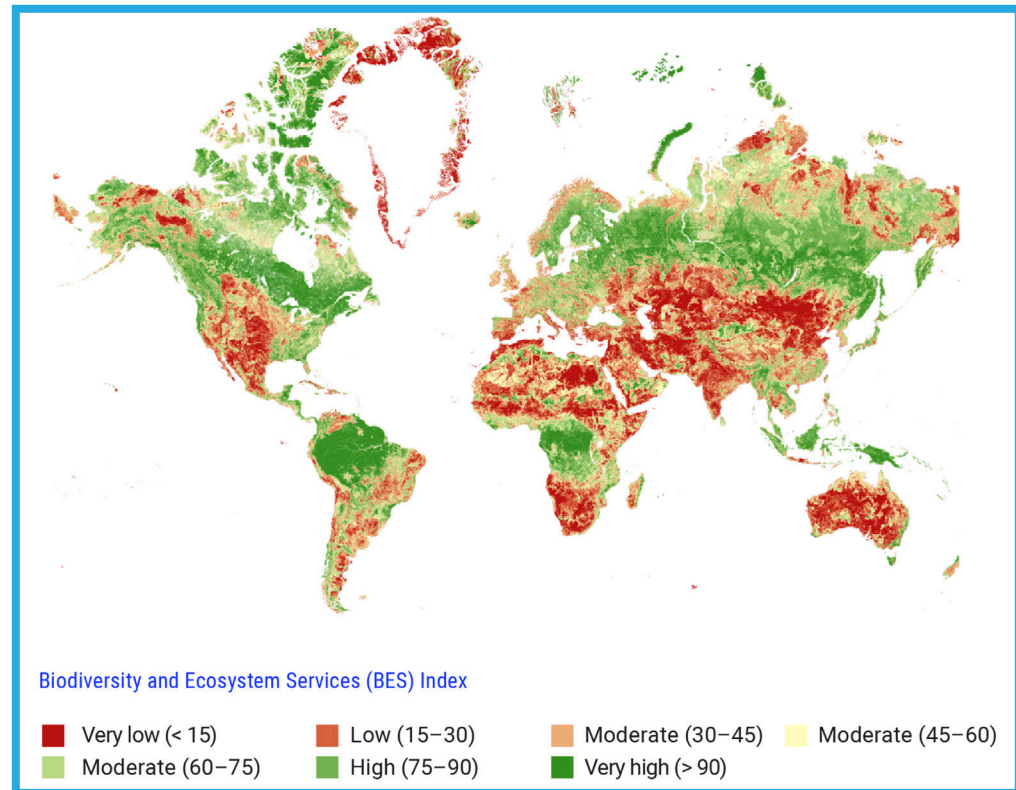 Biodiversity and Ecosystem Services (BES) Index
Very low (< 15) Low (15–30) Moderate (30–45) Moderate (45–60)
Moderate (60–75) High (75–90) Very high (> 90)